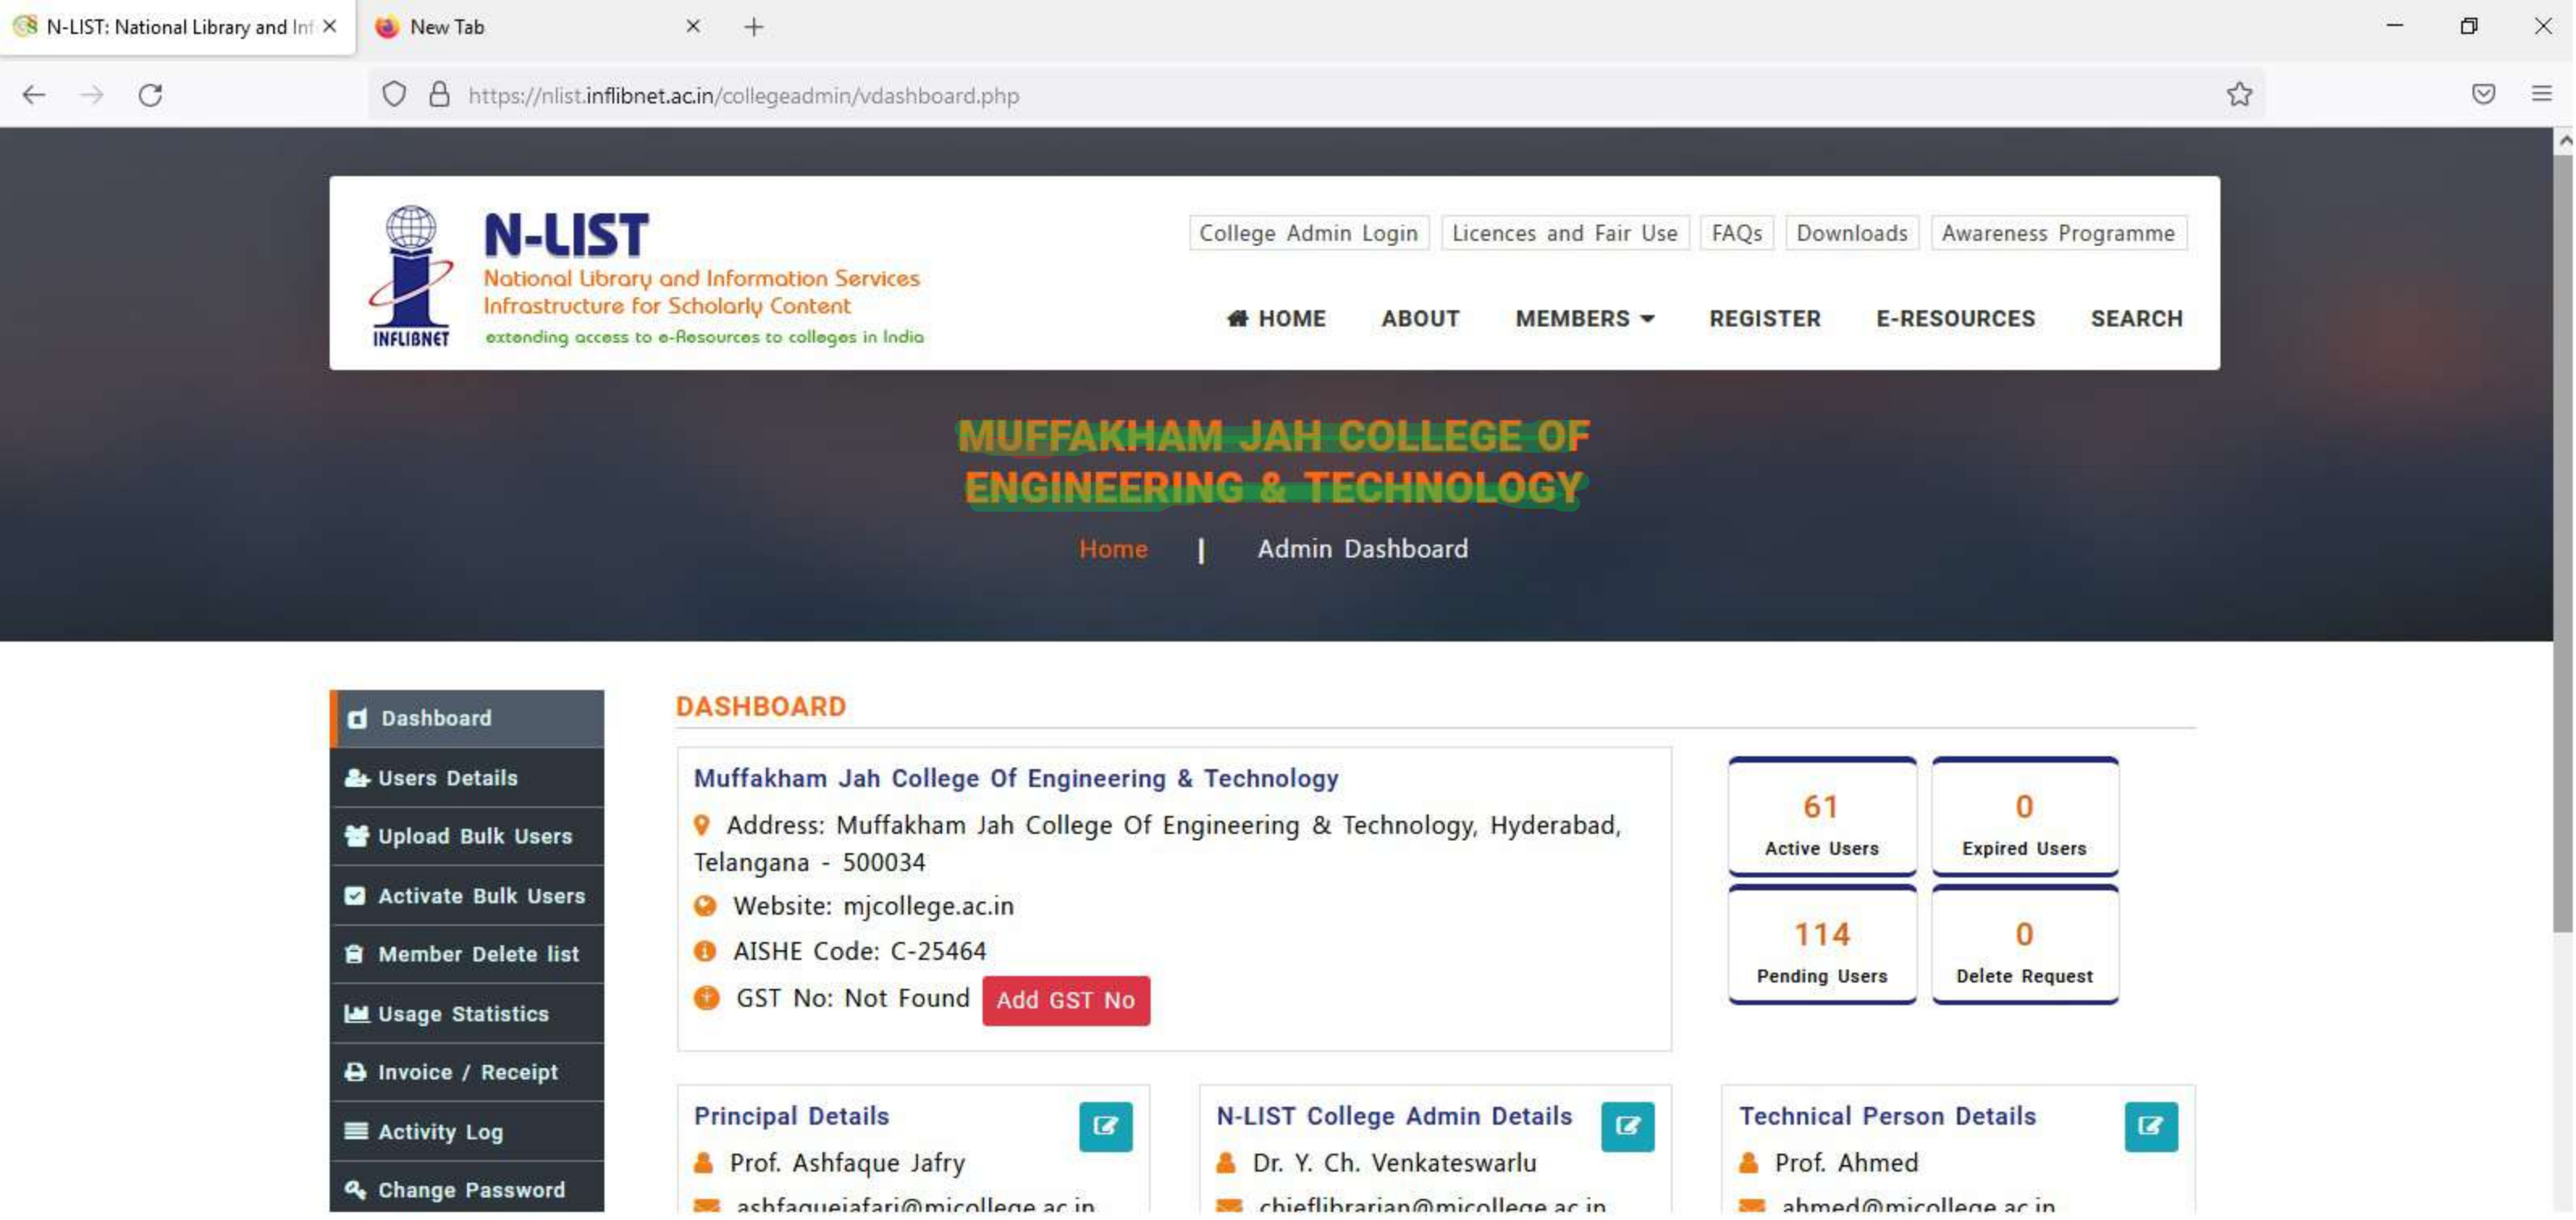 N-LIST: National Library and Inf
New Tab
https://nlist.inflibnet.ac.in/collegeadmin/vdashboard.php
INFLIBNET
N-LIST
National Library and Information Services
Infrastructure for Scholarly Content
extending access to e-Resources to colleges in India
College Admin Login Licences and Fair Use FAQs Downloads Awareness Programme
HOME ABOUT MEMBERS REGISTER E-RESOURCES SEARCH
MUFFAKHAM JAH COLLEGE OF
ENGINEERING & TECHNOLOGY
Home | Admin Dashboard
Dashboard
Users Details
Upload Bulk Users
Activate Bulk Users
Member Delete list
Usage Statistics
Invoice / Receipt
Activity Log
Change Password
DASHBOARD
Muffakham Jah College Of Engineering & Technology
Address: Muffakham Jah College Of Engineering & Technology, Hyderabad,
Telangana - 500034
Website: mjcollege.ac.in
AISHE Code: C-25464
GST No: Not Found Add GST No
61
Active Users
0
Expired Users
114
Pending Users
0
Delete Request
Principal Details
Prof. Ashfaque Jafry
N-LIST College Admin Details
Dr. Y. Ch. Venkateswarlu
Technical Person Details
Prof. Ahmed